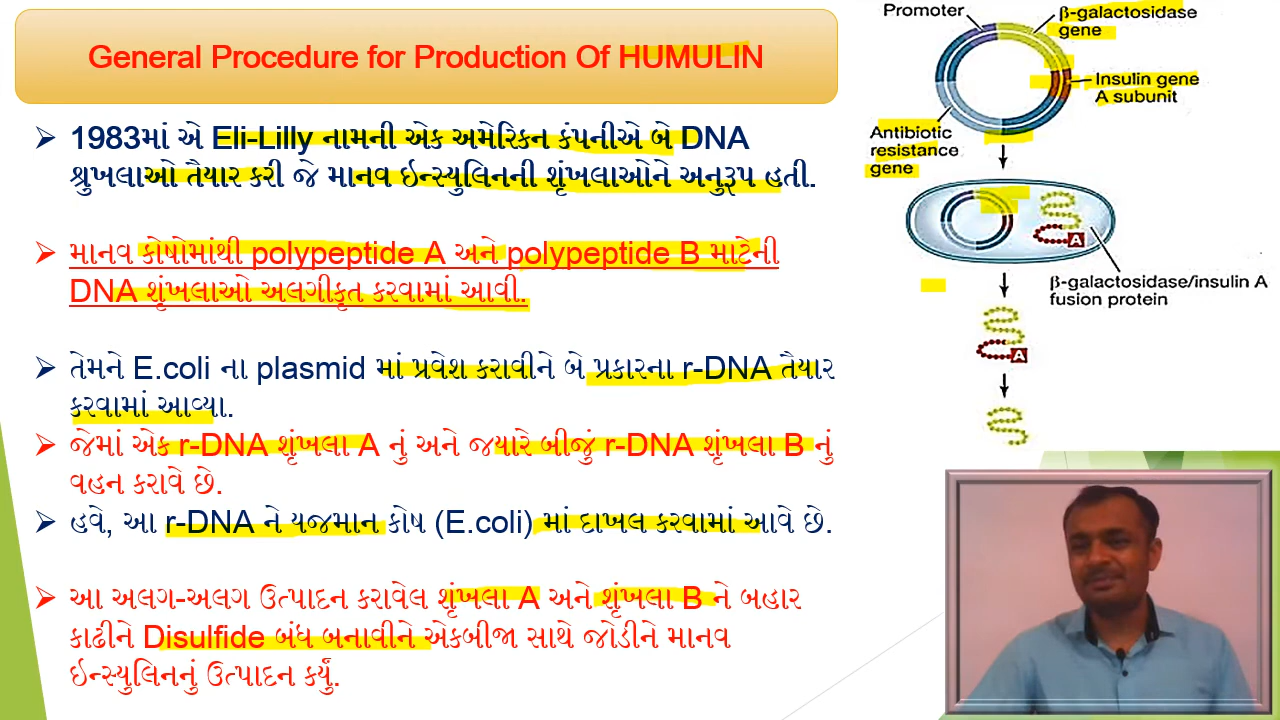 General Procedure for Production Of HUMULIN
1983માં એ Eli-Lilly નામની એક અમેરિકન કંપનીએ બે DNA
શ્રુખલાઓ તૈયાર કરી જે માનવ ઇન્સ્યુલિનની શૃંખલાઓને અનુરૂપ હતી.
માનવ કોષોમાંથી polypeptide A અને polypeptide B માટેની
DNA શૃંખલાઓ અલગીકૃત કરવામાં આવી.
તેમને E.coli ના plasmid માં પ્રવેશ કરાવીને બે પ્રકારના r-DNA તૈયાર
કરવામાં આવ્યા.
જેમાં એક r-DNA શૃંખલા A નું અને જયારે બીજું r-DNA શૃંખલા B નું
વહન કરાવે છે.
હવે, આ r-DNA ને યજમાન કોષ (E.coli) માં દાખલ કરવામાં આવે છે.
આ અલગ-અલગ ઉત્પાદન કરાવેલ શૃંખલા A અને શૃંખલા B ને બહાર
કાઢીને Disulfide બંધ બનાવીને એકબીજા સાથે જોડીને માનવ
ઇન્સ્યુલિનનું ઉત્પાદન કર્યું.
Promoter
β-galactosidase
gene
Insulin gene
A subunit
Antibiotic
resistance
gene
A
β-galactosidase/insulin A
fusion protein
A